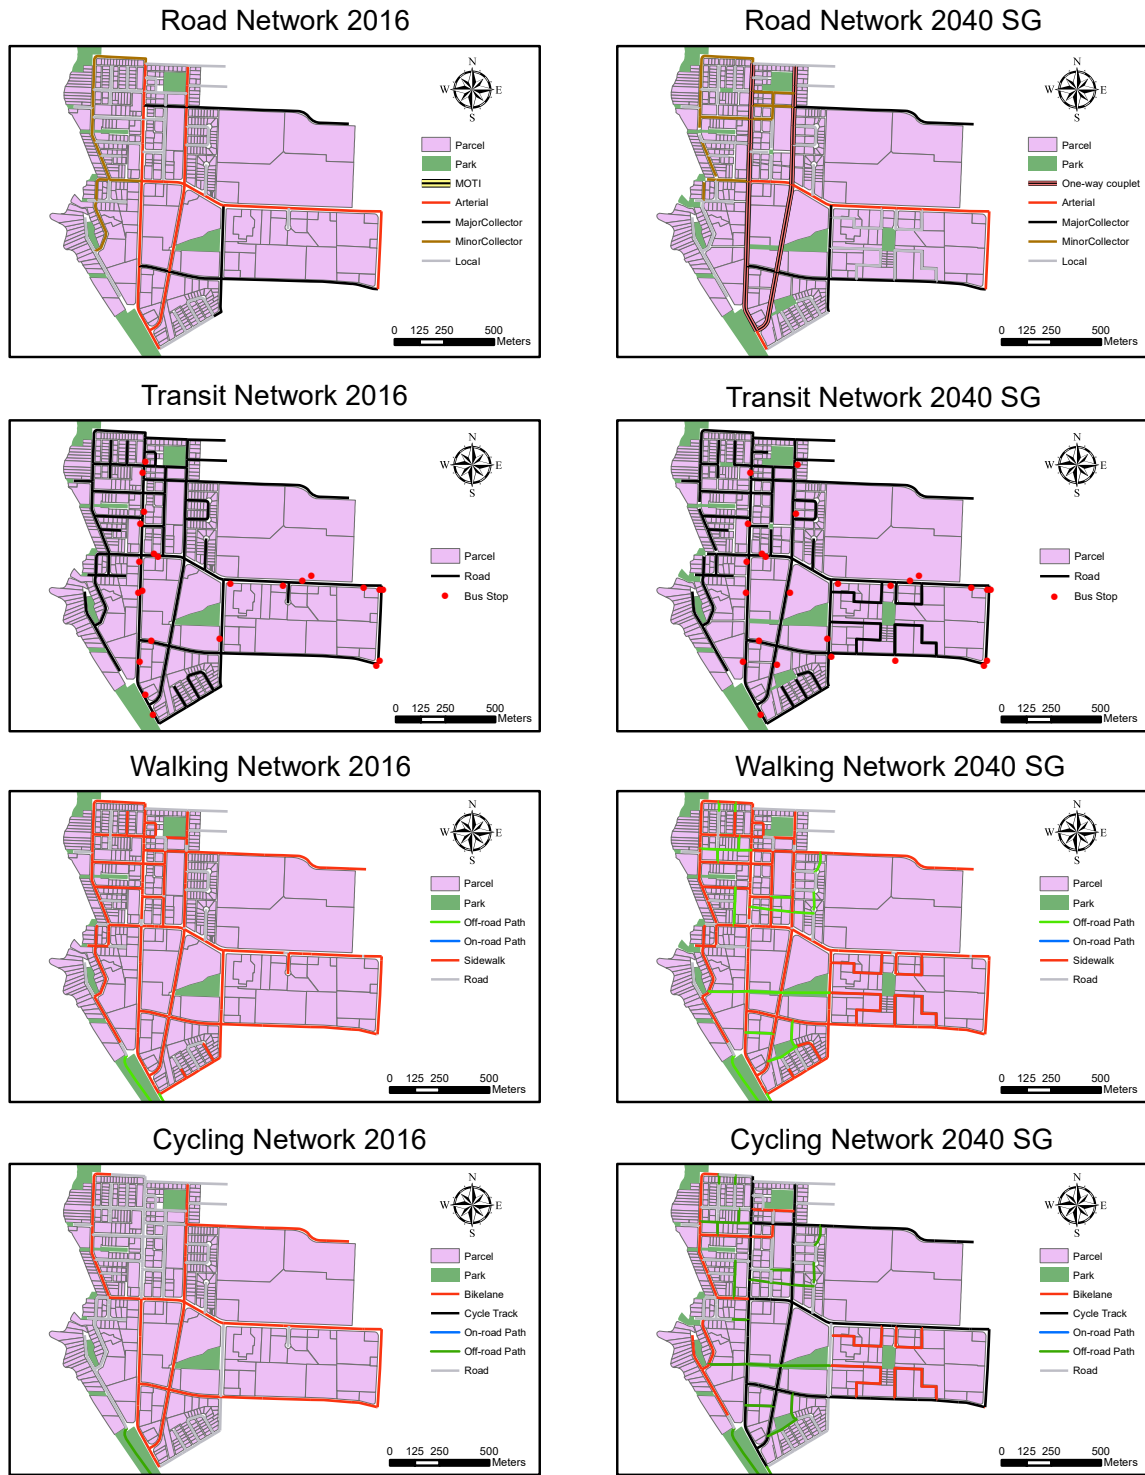 Road Network 2016
N
W E
S
Parcel
Park
MOTI
Arterial
MajorCollector
MinorCollector
Local
0 125 250 500
Meters
Road Network 2040 SG
N
W E
S
Parcel
Park
One-way couplet
Arterial
MajorCollector
MinorCollector
Local
0 125 250 500
Meters
Transit Network 2016
N
W E
S
Parcel
Road
Bus Stop
0 125 250 500
Meters
Transit Network 2040 SG
N
W E
S
Parcel
Road
Bus Stop
0 125 250 500
Meters
Walking Network 2016
N
W E
S
Parcel
Park
Off-road Path
On-road Path
Sidewalk
Road
0 125 250 500
Meters
Walking Network 2040 SG
N
W E
S
Parcel
Park
Off-road Path
On-road Path
Sidewalk
Road
0 125 250 500
Meters
Cycling Network 2016
N
W E
S
Parcel
Park
Bikelane
Cycle Track
On-road Path
Off-road Path
Road
0 125 250 500
Meters
Cycling Network 2040 SG
N
W E
S
Parcel
Park
Bikelane
Cycle Track
On-road Path
Off-road Path
Road
0 125 250 500
Meters